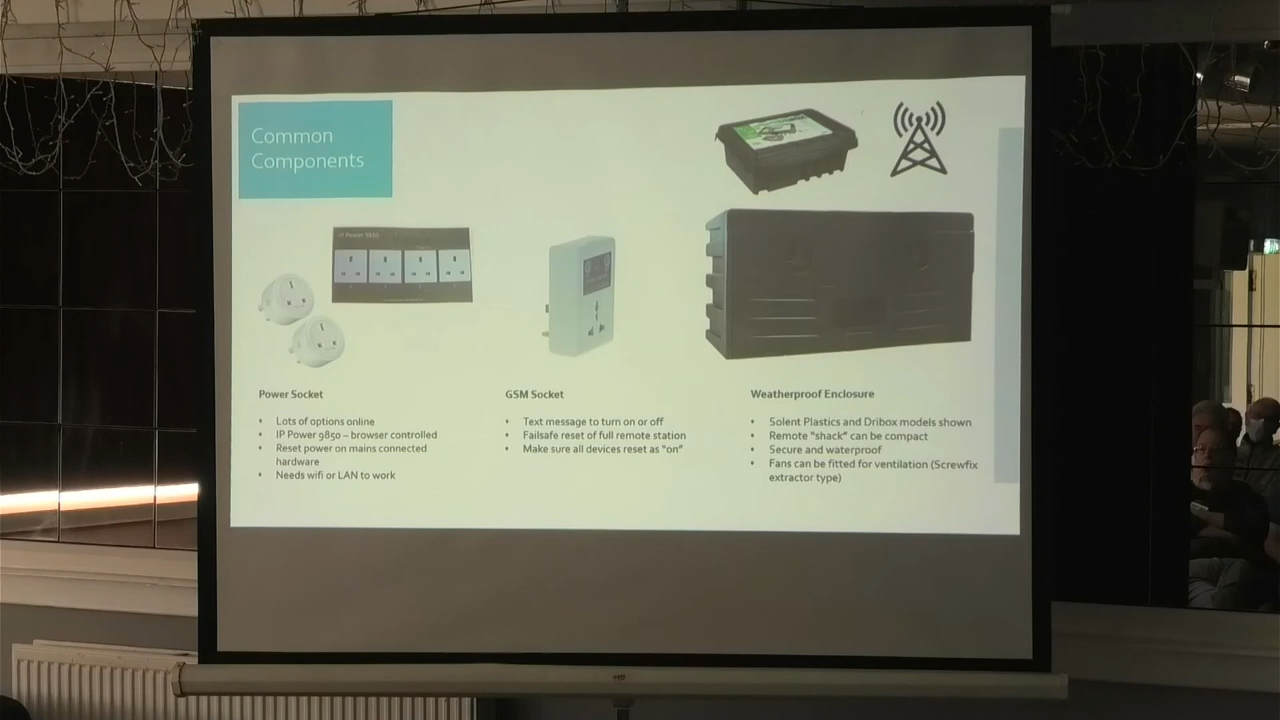 Common
Components
IP Power 9850
Power Socket
• Lots of options online
• IP Power 9850 – browser controlled
• Reset power on mains connected
hardware
• Needs wifi or LAN to work
GSM Socket
• Text message to turn on or off
• Failsafe reset of full remote station
• Make sure all devices reset as "on"
Weatherproof Enclosure
• Solent Plastics and Dribox models shown
• Remote "shack" can be compact
• Secure and waterproof
• Fans can be fitted for ventilation (Screwfix
extractor type)